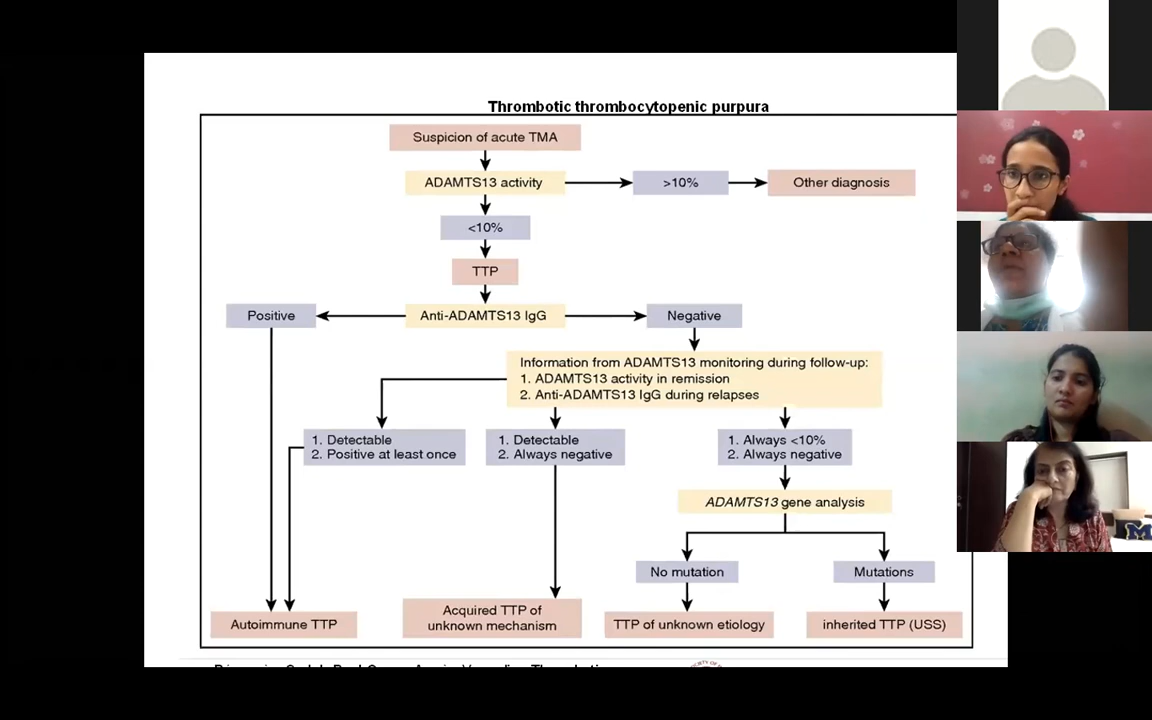 Thrombotic thrombocytopenic purpura
Suspicion of acute TMA
ADAMTS13 activity
>10%
Other diagnosis
<10%
TTP
Positive
Anti-ADAMTS13 IgG
Negative
Information from ADAMTS13 monitoring during follow-up:
1. ADAMTS13 activity in remission
2. Anti-ADAMTS13 IgG during relapses
1. Detectable
2. Positive at least once
1. Detectable
2. Always negative
1. Always <10%
2. Always negative
ADAMTS13 gene analysis
No mutation
Mutations
Autoimmune TTP
Acquired TTP of
unknown mechanism
TTP of unknown etiology
inherited TTP (USS)
M